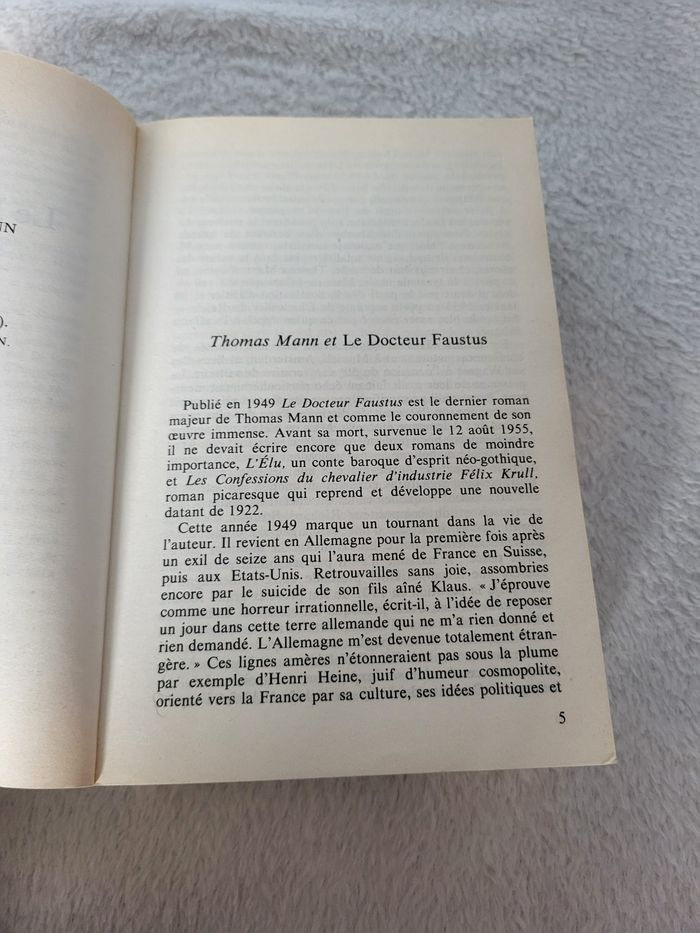 UN
).
N.
Thomas Mann et Le Docteur Faustus
Publié en 1949 Le Docteur Faustus est le dernier roman
majeur de Thomas Mann et comme le couronnement de son
œuvre immense. Avant sa mort, survenue le 12 août 1955,
il ne devait écrire encore que deux romans de moindre
importance, L'Élu, un conte baroque d'esprit néo-gothique,
et Les Confessions du chevalier d'industrie Félix Krull,
roman picaresque qui reprend et développe une nouvelle
datant de 1922.
Cette année 1949 marque un tournant dans la vie de
l'auteur. Il revient en Allemagne pour la première fois après
un exil de seize ans qui l'aura mené de France en Suisse,
puis aux Etats-Unis. Retrouvailles sans joie, assombries
encore par le suicide de son fils aîné Klaus. « J'éprouve
comme une horreur irrationnelle, écrit-il, à l'idée de reposer
un jour dans cette terre allemande qui ne m'a rien donné et
rien demandé. L'Allemagne m'est devenue totalement étran-
gère. » Ces lignes amères n'étonneraient pas sous la plume
par exemple d'Henri Heine, juif d'humeur cosmopolite,
orienté vers la France par sa culture, ses idées politiques et
5